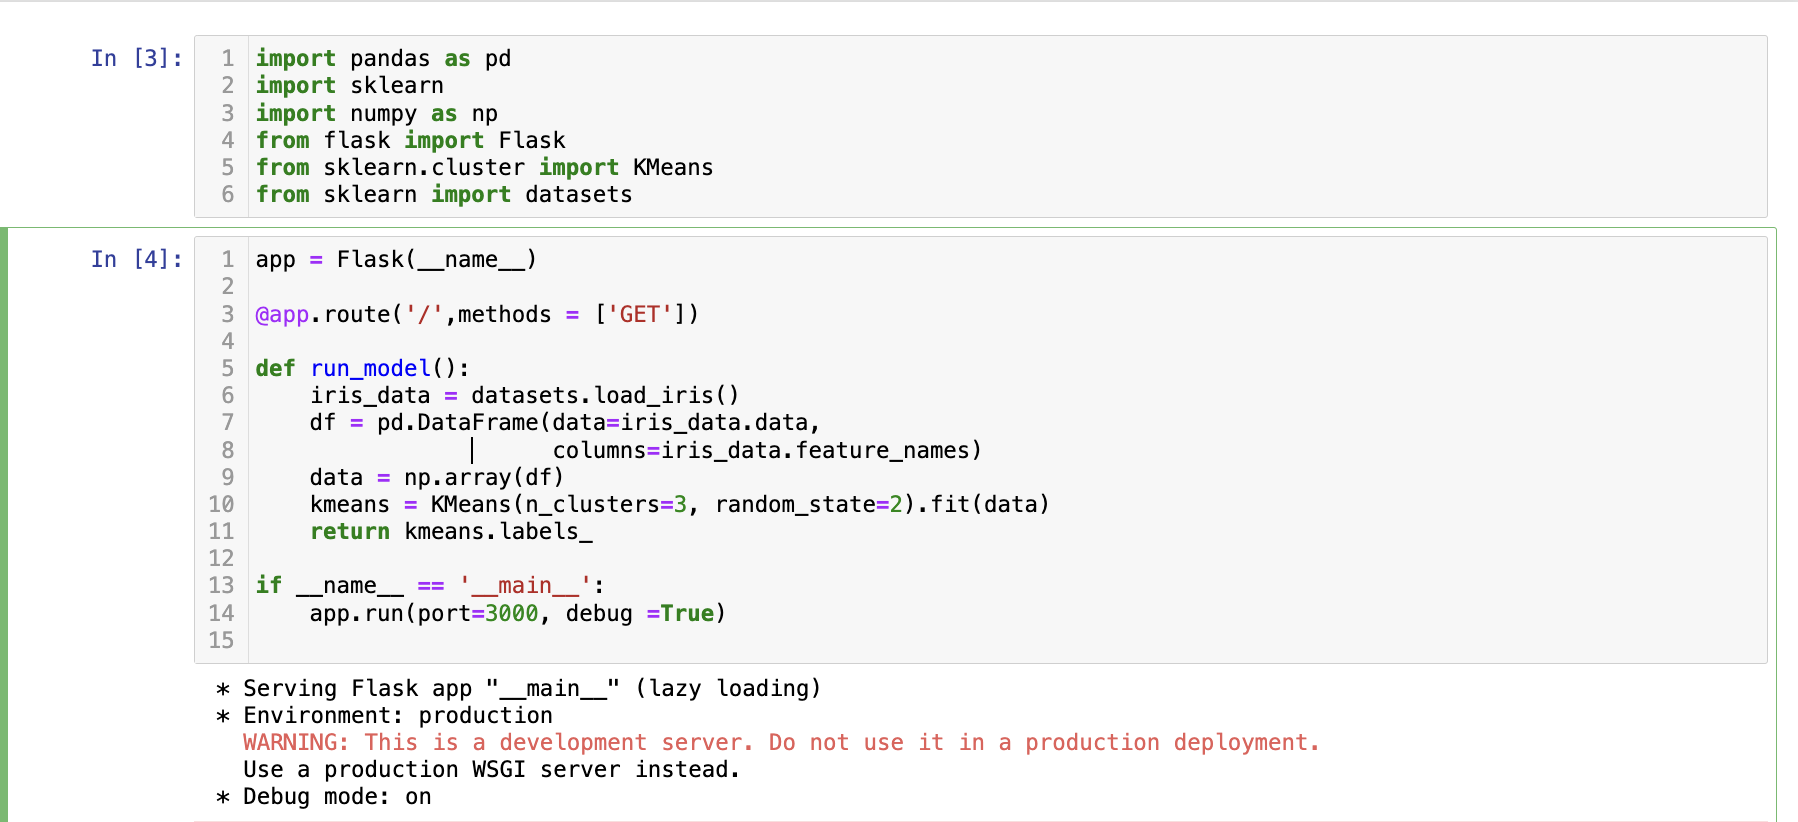 In [3]:
1 import pandas as pd
2 import sklearn
3 import numpy as np
4 from flask import Flask
5 from sklearn.cluster import KMeans
6 from sklearn import datasets
In [4]:
1 app = Flask(__name__)
2
3 @app.route('/',methods = ['GET'])
4
5 def run_model():
6     iris_data = datasets.load_iris()
7     df = pd.DataFrame(data=iris_data.data,
8                       columns=iris_data.feature_names)
9     data = np.array(df)
10     kmeans = KMeans(n_clusters=3, random_state=2).fit(data)
11     return kmeans.labels_
12
13 if __name__ == '__main__':
14     app.run(port=3000, debug =True)
15
* Serving Flask app "__main__" (lazy loading)
* Environment: production
  WARNING: This is a development server. Do not use it in a production deployment.
  Use a production WSGI server instead.
* Debug mode: on